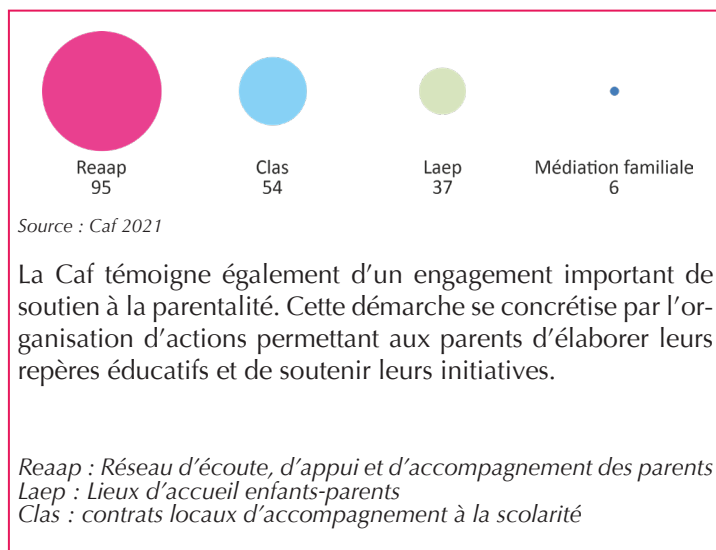 Reaap Clas Laep Médiation familiale
95 54 37 6
Source : Caf 2021
La Caf témoigne également d'un engagement important de
soutien à la parentalité. Cette démarche se concrétise par l'or-
ganisation d'actions permettant aux parents d'élaborer leurs
repères éducatifs et de soutenir leurs initiatives.
Reaap : Réseau d'écoute, d'appui et d'accompagnement des parents
Laep : Lieux d'accueil enfants-parents
Clas : contrats locaux d'accompagnement à la scolarité